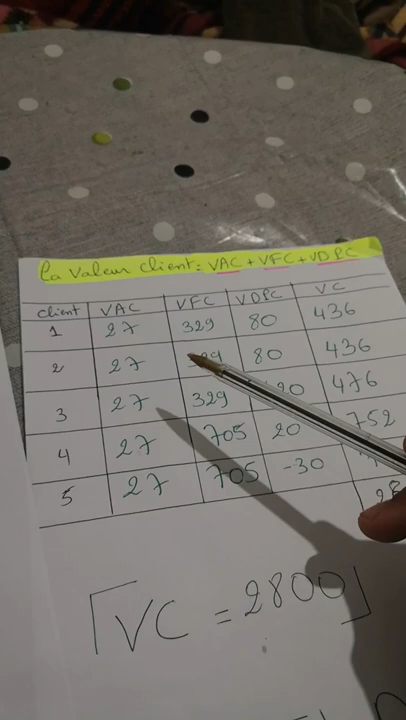 La valeur client = VAC + VFC + VDPC
client VAC VFC VDPC VC
1 27 329 80 436
2 27 80 436
3 27 329 476
4 27 705 20 752
5 27 705 -30
VC = 2800